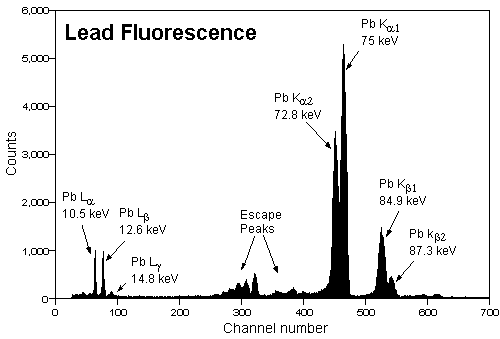 Lead Fluorescence
6,000
5,000
4,000
3,000
2,000
1,000
0
Counts
Pb Kα1
75 keV
Pb Kα2
72.8 keV
Pb Lα
10.5 keV
Pb Lβ
12.6 keV
Pb Lγ
14.8 keV
Escape
Peaks
Pb Kβ1
84.9 keV
Pb kβ2
87.3 keV
0 100 200 300 400 500 600 700
Channel number